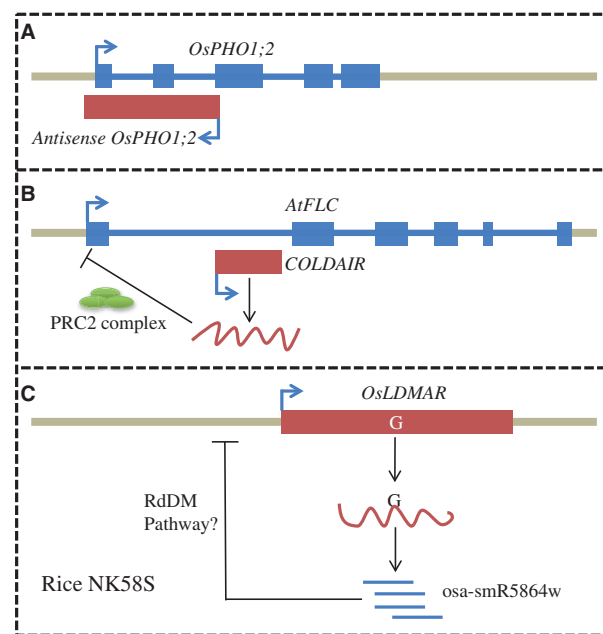 A
OsPHO1;2
Antisense OsPHO1;2
B
AtFLC
COLDAIR
PRC2 complex
C
OsLDMAR
G
G
RdDM
Pathway?
Rice NK58S
osa-smR5864w